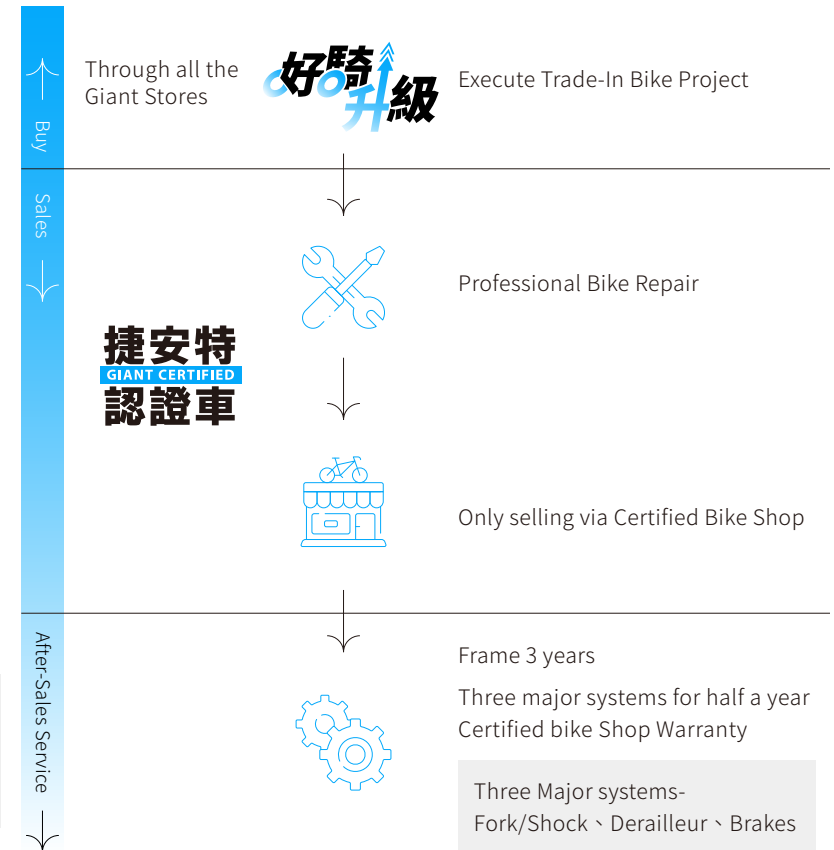 Buy
Through all the
Giant Stores
好騎
升級
Execute Trade-In Bike Project
Sales
Professional Bike Repair
捷安特
GIANT CERTIFIED
認證車
Only selling via Certified Bike Shop
After-Sales Service
Frame 3 years
Three major systems for half a year
Certified bike Shop Warranty
Three Major systems-
Fork/Shock、Derailleur、Brakes